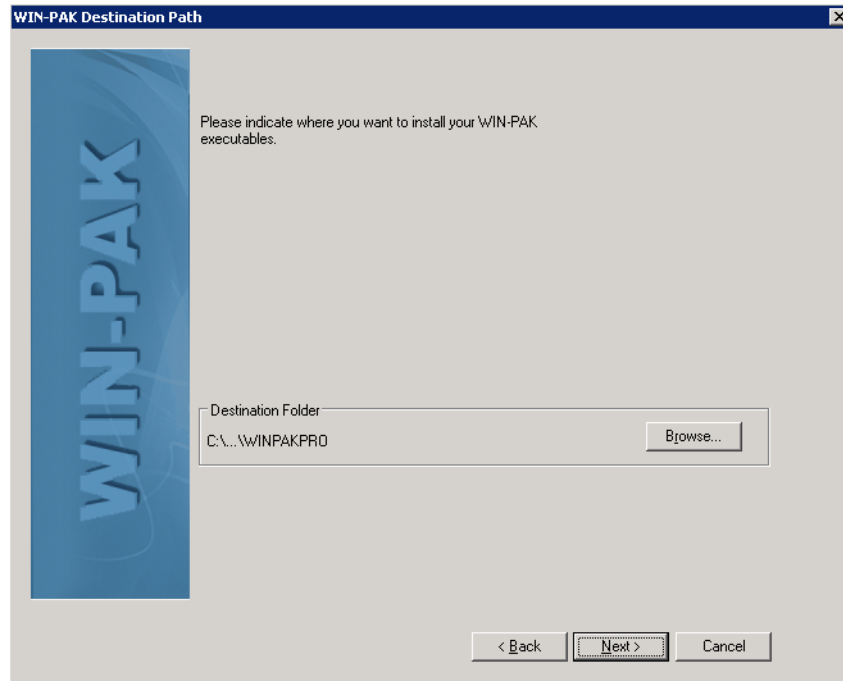 WIN-PAK Destination Path
WIN-PAK
Please indicate where you want to install your WIN-PAK
executables.
Destination Folder
C:\...\WINPAKPRO
Browse...
< Back
Next >
Cancel